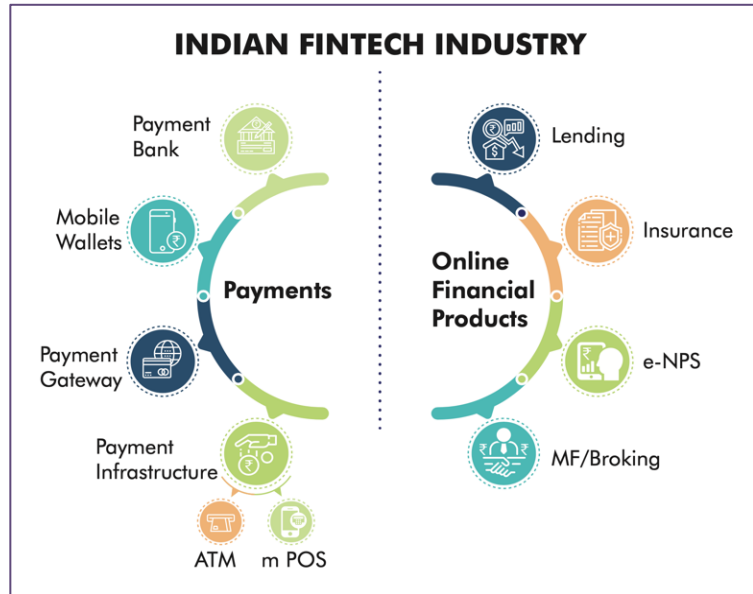 INDIAN FINTECH INDUSTRY
Payment
Bank
Mobile
Wallets
Payment
Gateway
Payment
Infrastructure
ATM
m POS
Payments
Online
Financial
Products
Lending
Insurance
e-NPS
MF/Broking